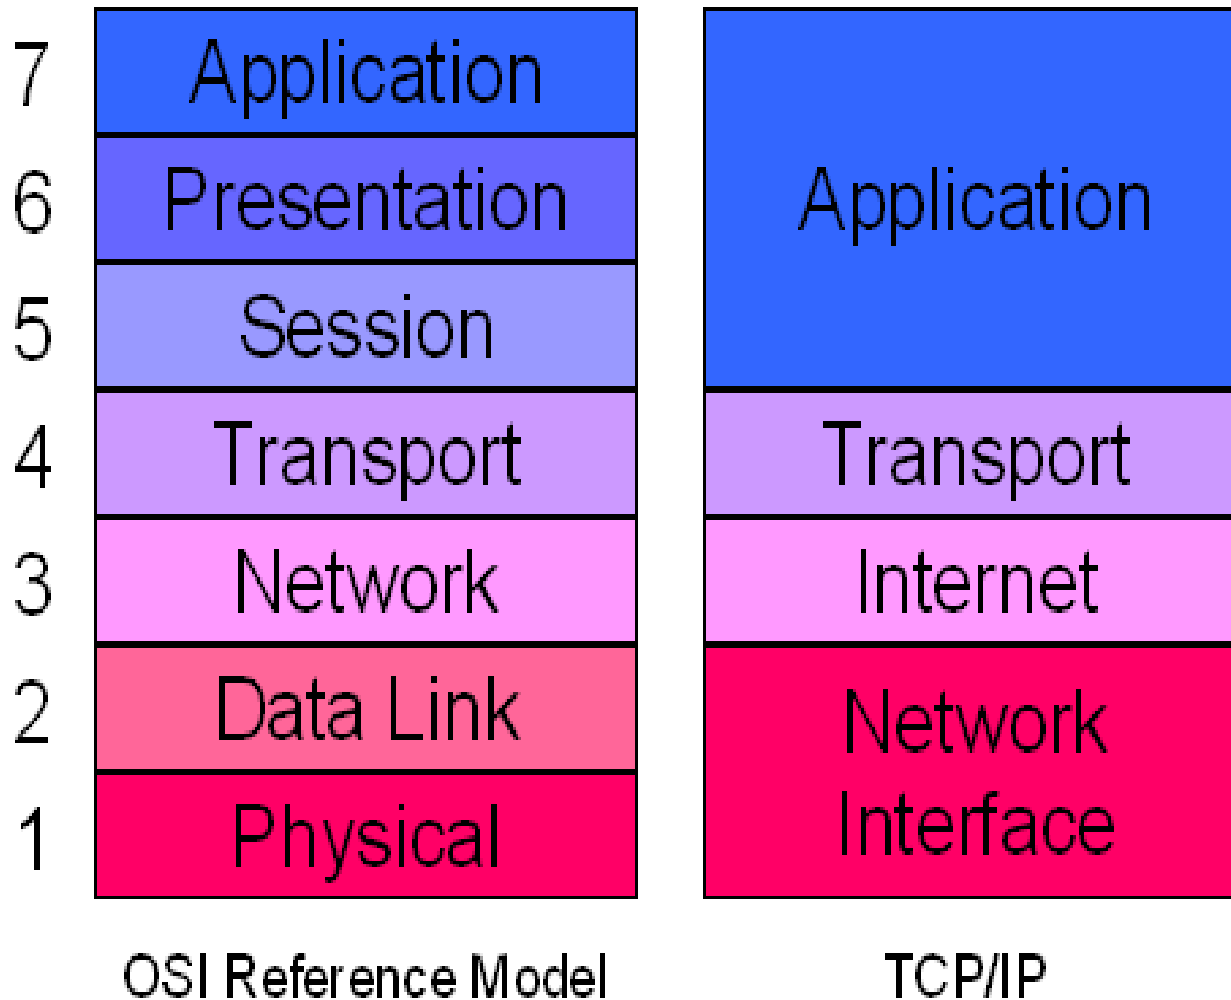 7
Application
6
Presentation
5
Session
4
Transport
3
Network
2
Data Link
1
Physical
OSI Reference Model
Application
Transport
Internet
Network
Interface
TCP/IP